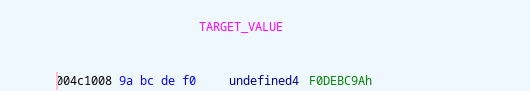 TARGET_VALUE
004c1008 9a bc de f0 undefined4 F0DEBC9Ah